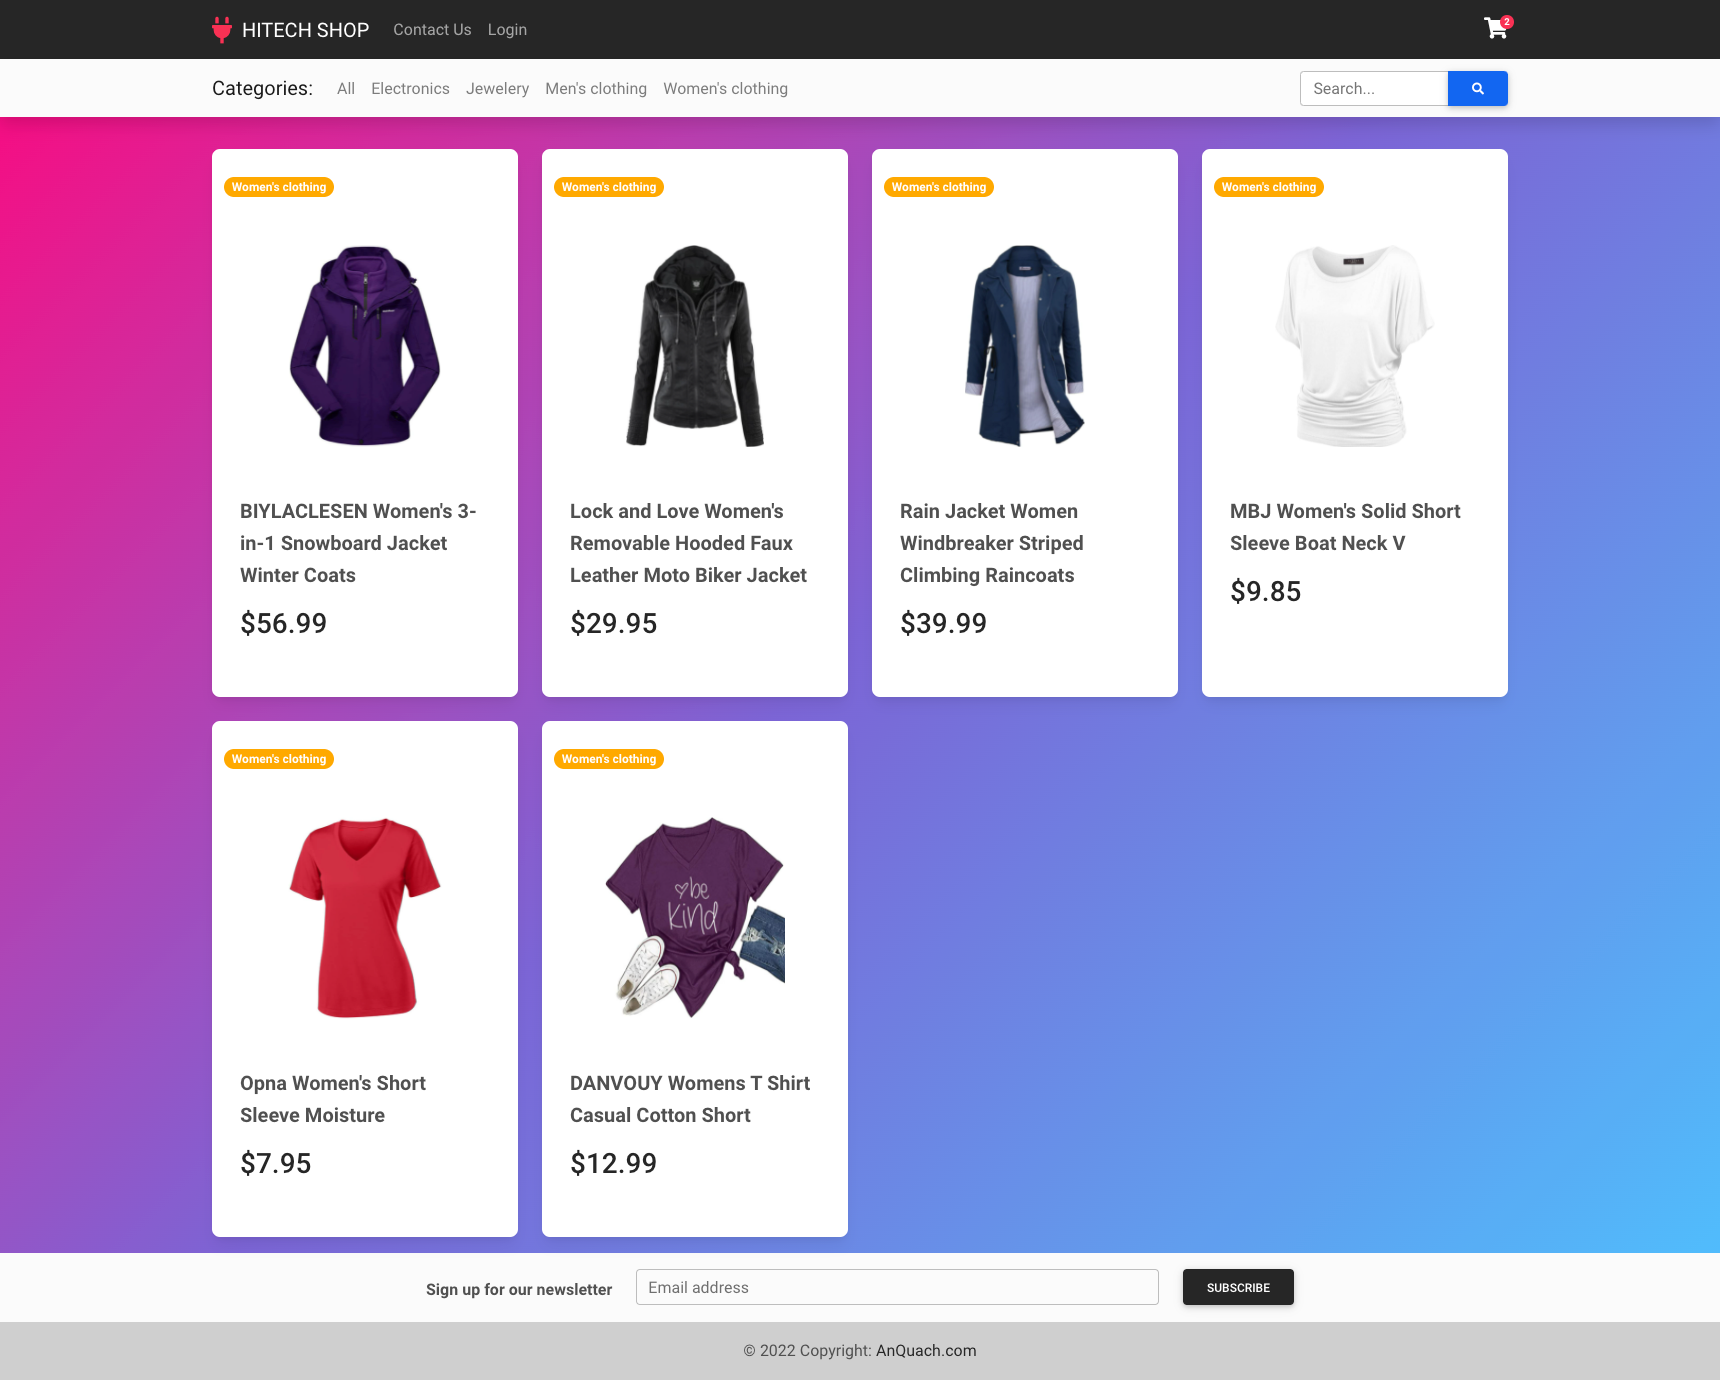 HITECH SHOP
Contact Us
Login
2
Categories:
All
Electronics
Jewelery
Men's clothing
Women's clothing
Search...
Women's clothing
Women's clothing
Women's clothing
Women's clothing
BIYLACLESEN Women's 3-
in-1 Snowboard Jacket
Winter Coats
$56.99
Lock and Love Women's
Removable Hooded Faux
Leather Moto Biker Jacket
$29.95
Rain Jacket Women
Windbreaker Striped
Climbing Raincoats
$39.99
MBJ Women's Solid Short
Sleeve Boat Neck V
$9.85
Women's clothing
Women's clothing
be
kind
Opna Women's Short
Sleeve Moisture
$7.95
DANVOUY Womens T Shirt
Casual Cotton Short
$12.99
Sign up for our newsletter
Email address
SUBSCRIBE
© 2022 Copyright: AnQuach.com